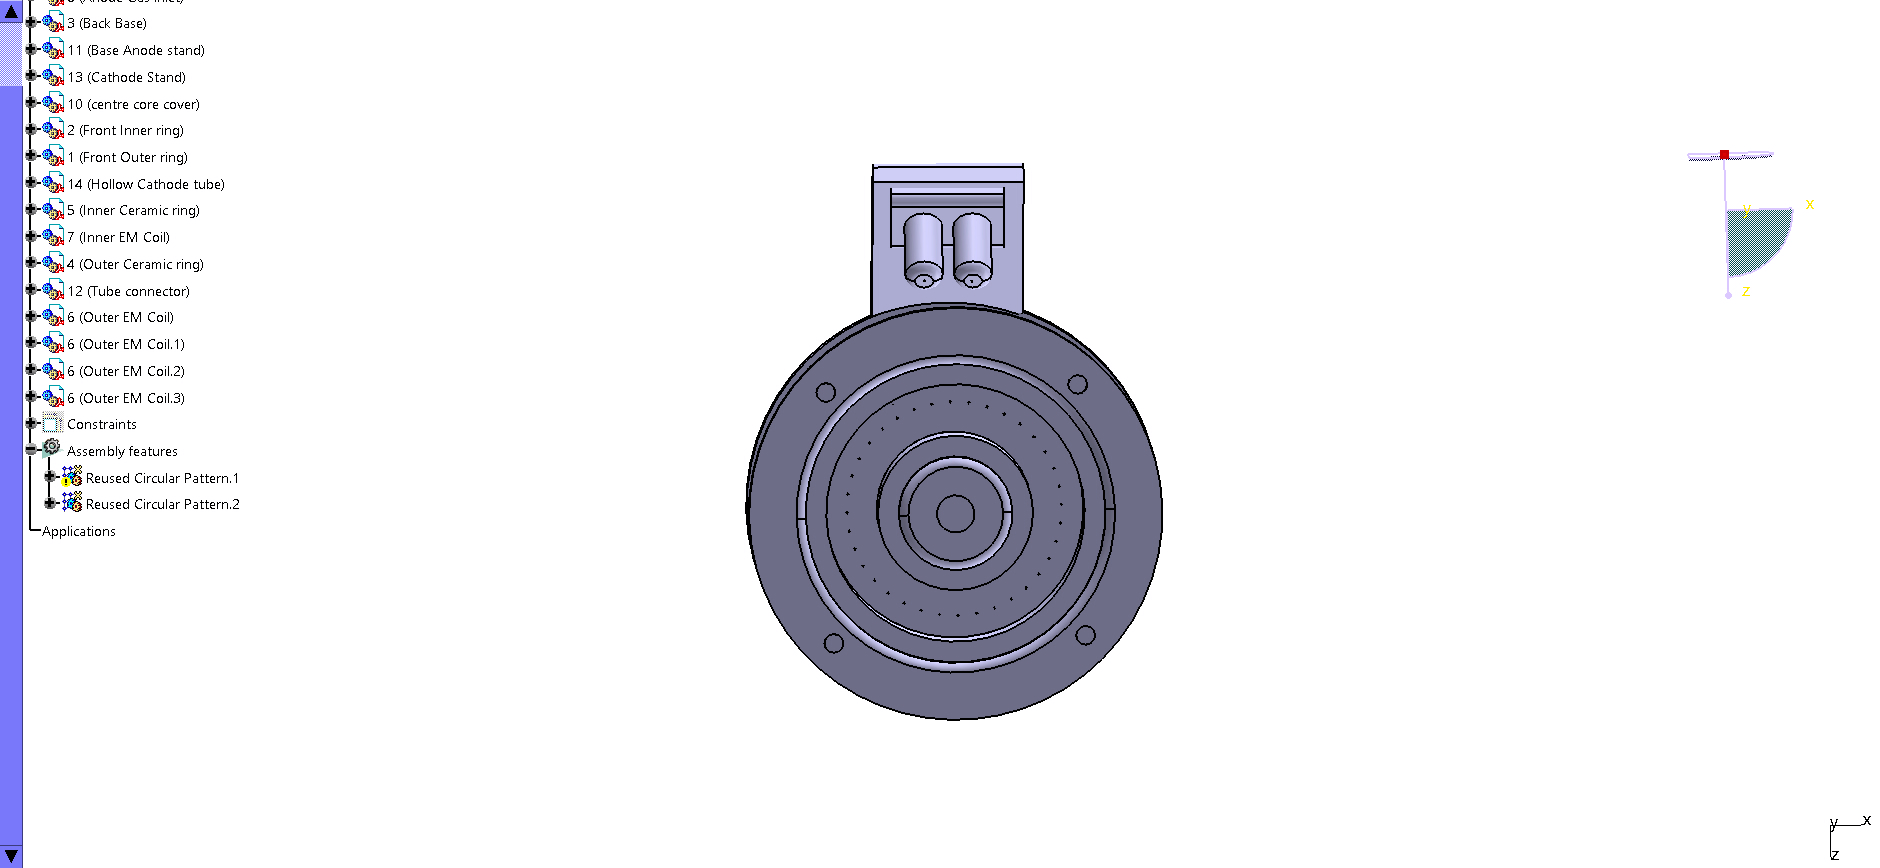 3 (Back Base)
11 (Base Anode stand)
13 (Cathode Stand)
10 (centre core cover)
2 (Front Inner ring)
1 (Front Outer ring)
14 (Hollow Cathode tube)
5 (Inner Ceramic ring)
7 (Inner EM Coil)
4 (Outer Ceramic ring)
12 (Tube connector)
6 (Outer EM Coil)
6 (Outer EM Coil.1)
6 (Outer EM Coil.2)
6 (Outer EM Coil.3)
Constraints
Assembly features
Reused Circular Pattern.1
Reused Circular Pattern.2
Applications
x
y
z
y x
z